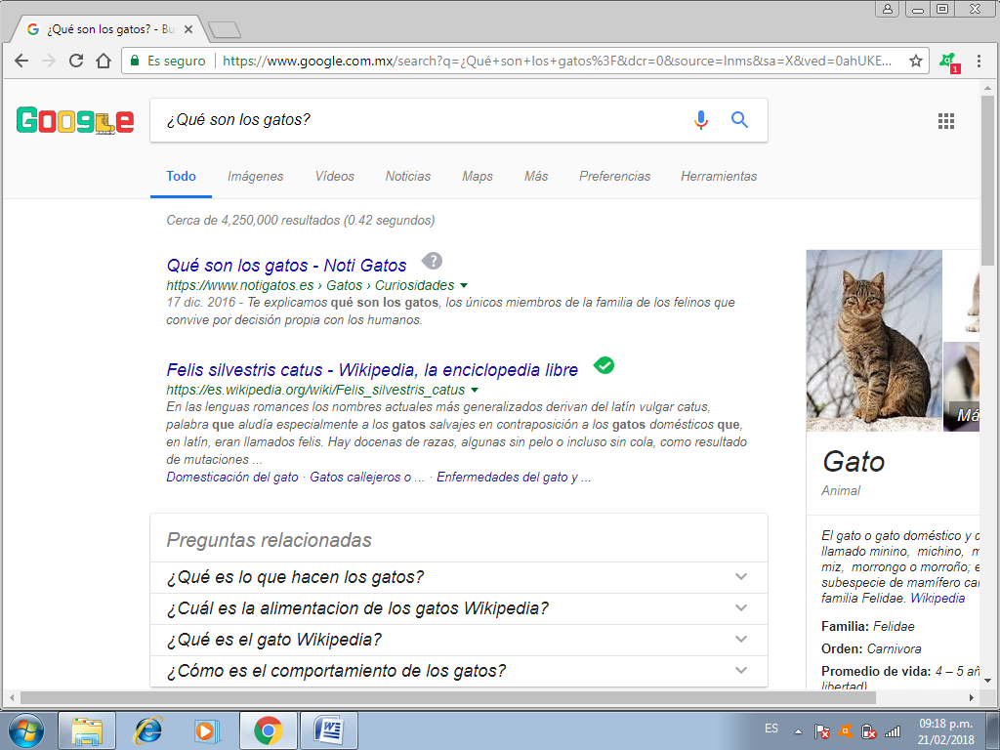 ¿Qué son los gatos? - Bu
Es seguro
https://www.google.com.mx/search?q=¿Qué+son+los+gatos%3F&dcr=0&source=lnms&sa=X&ved=0ahUKE...
1
Google
¿Qué son los gatos?
Todo Imágenes Vídeos Noticias Maps Más Preferencias Herramientas
Cerca de 4,250,000 resultados (0.42 segundos)
Qué son los gatos - Noti Gatos ?
https://www.notigatos.es › Gatos › Curiosidades
17 dic. 2016 - Te explicamos qué son los gatos, los únicos miembros de la familia de los felinos que
convive por decisión propia con los humanos.
Felis silvestris catus - Wikipedia, la enciclopedia libre
https://es.wikipedia.org/wiki/Felis_silvestris_catus
En las lenguas romances los nombres actuales más generalizados derivan del latín vulgar catus,
palabra que aludía especialmente a los gatos salvajes en contraposición a los gatos domésticos que,
en latín, eran llamados felis. Hay docenas de razas, algunas sin pelo o incluso sin cola, como resultado
de mutaciones ...
Domesticación del gato · Gatos callejeros o ... · Enfermedades del gato y ...
Preguntas relacionadas
¿Qué es lo que hacen los gatos?
¿Cuál es la alimentacion de los gatos Wikipedia?
¿Qué es el gato Wikipedia?
¿Cómo es el comportamiento de los gatos?
Má
Gato
Animal
El gato o gato doméstico y
llamado minino, michino,
miz, morrongo o morroño;
subespecie de mamífero
familia Felidae. Wikipedia
Familia: Felidae
Orden: Carnivora
Promedio de vida: 4 – 5
libertad)
ES
09:18 p.m.
21/02/2018